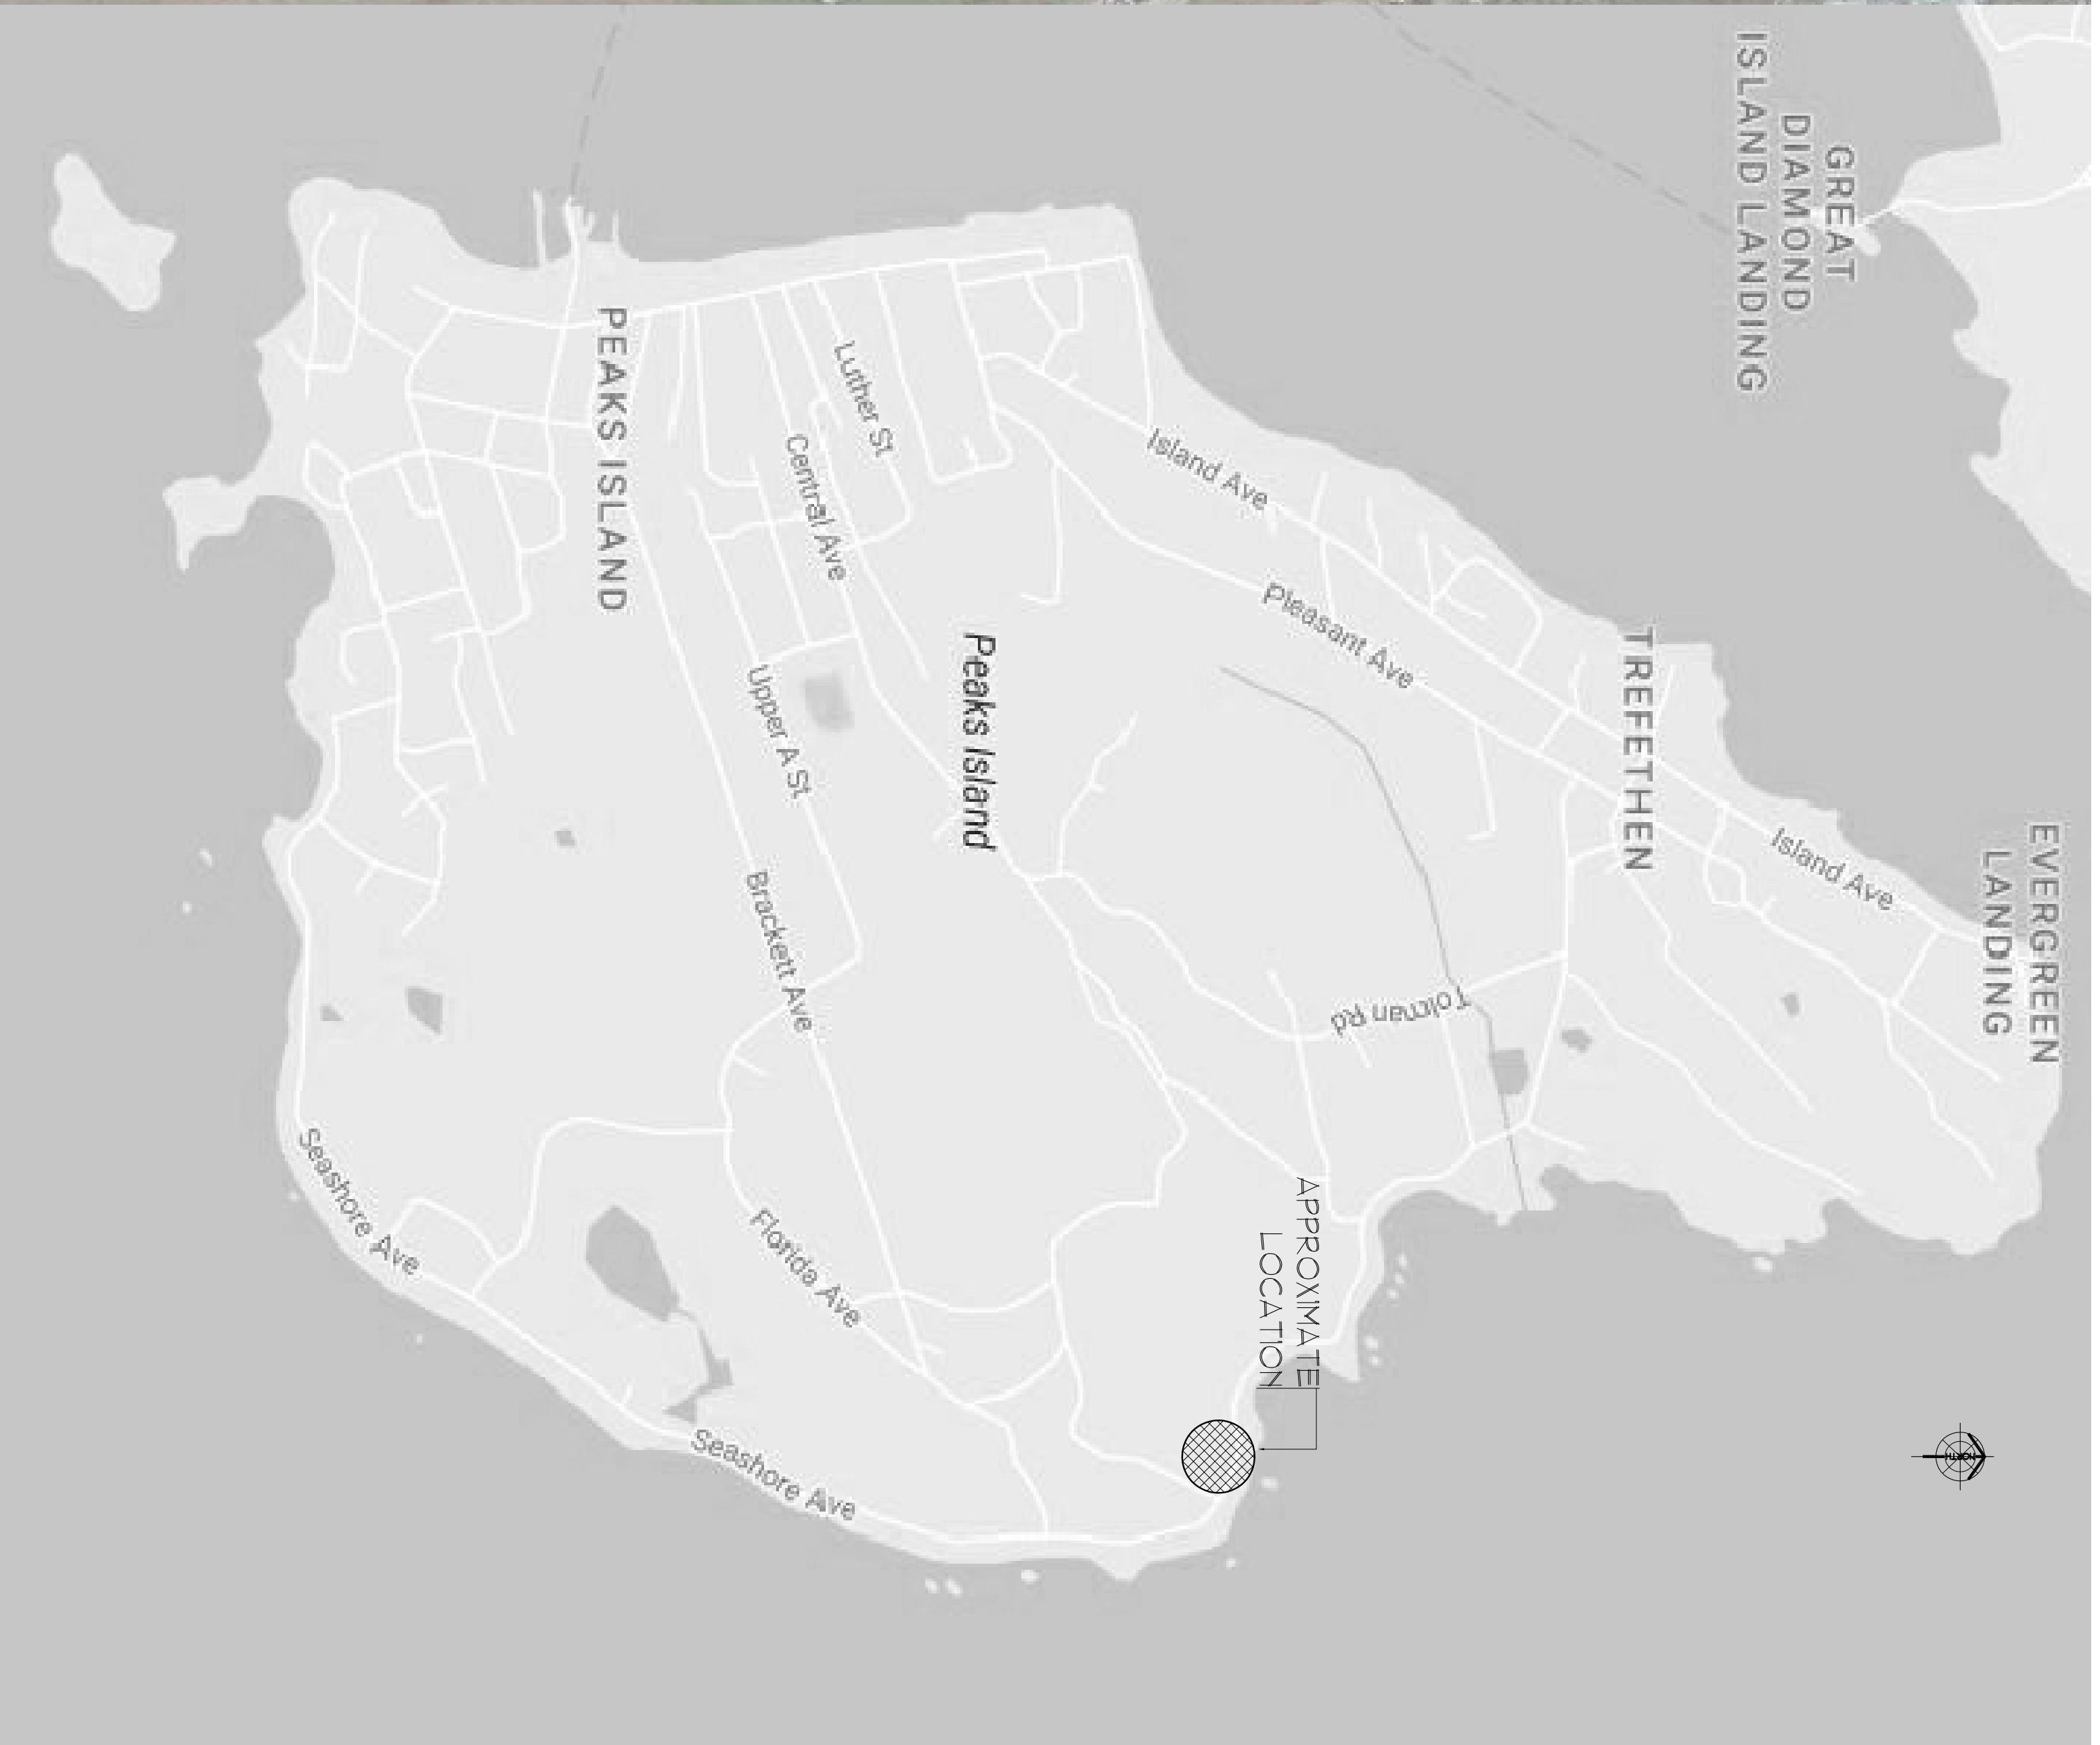 GREAT
DIAMOND
ISLAND LANDING
EVERGREEN
LANDING
TREFETHEN
Island Ave
Island Ave
Pleasant Ave
Tolman Rd
Luther St
Central Ave
PEAKS ISLAND
Peaks Island
Upper A St
Brackett Ave
Florida Ave
Seashore Ave
Seashore Ave
APPROXIMATE
LOCATION
NORTH